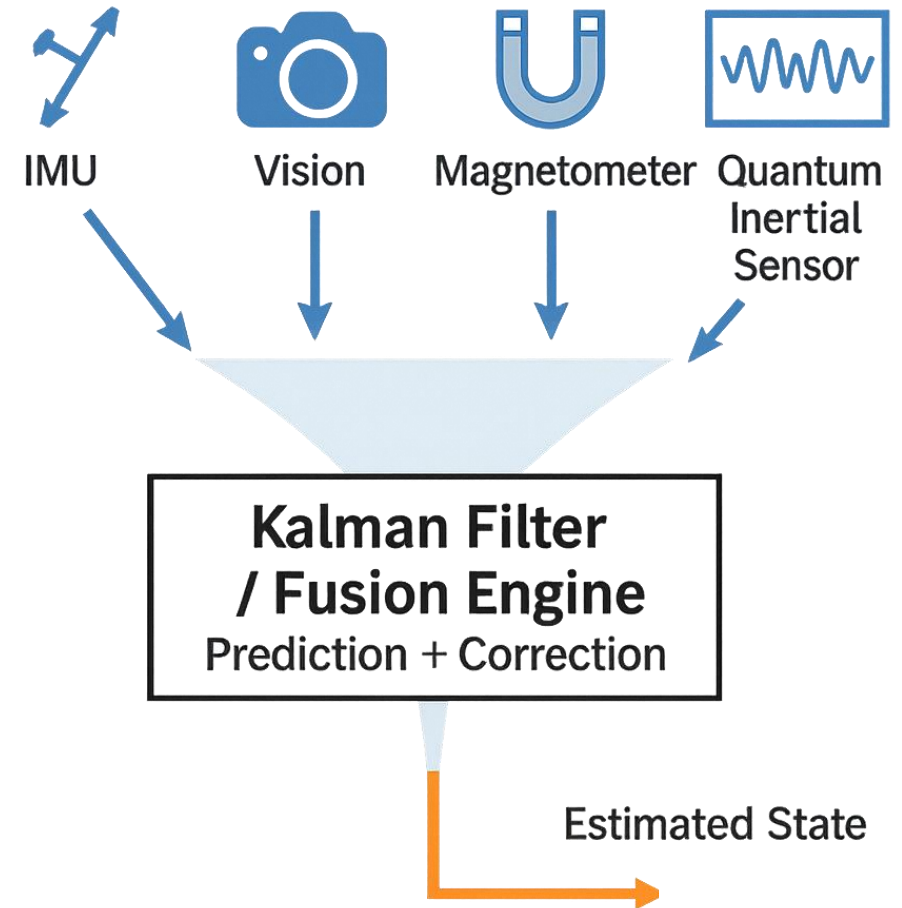 IMU
Vision
Magnetometer
Quantum
Inertial
Sensor
Kalman Filter
/ Fusion Engine
Prediction + Correction
Estimated State